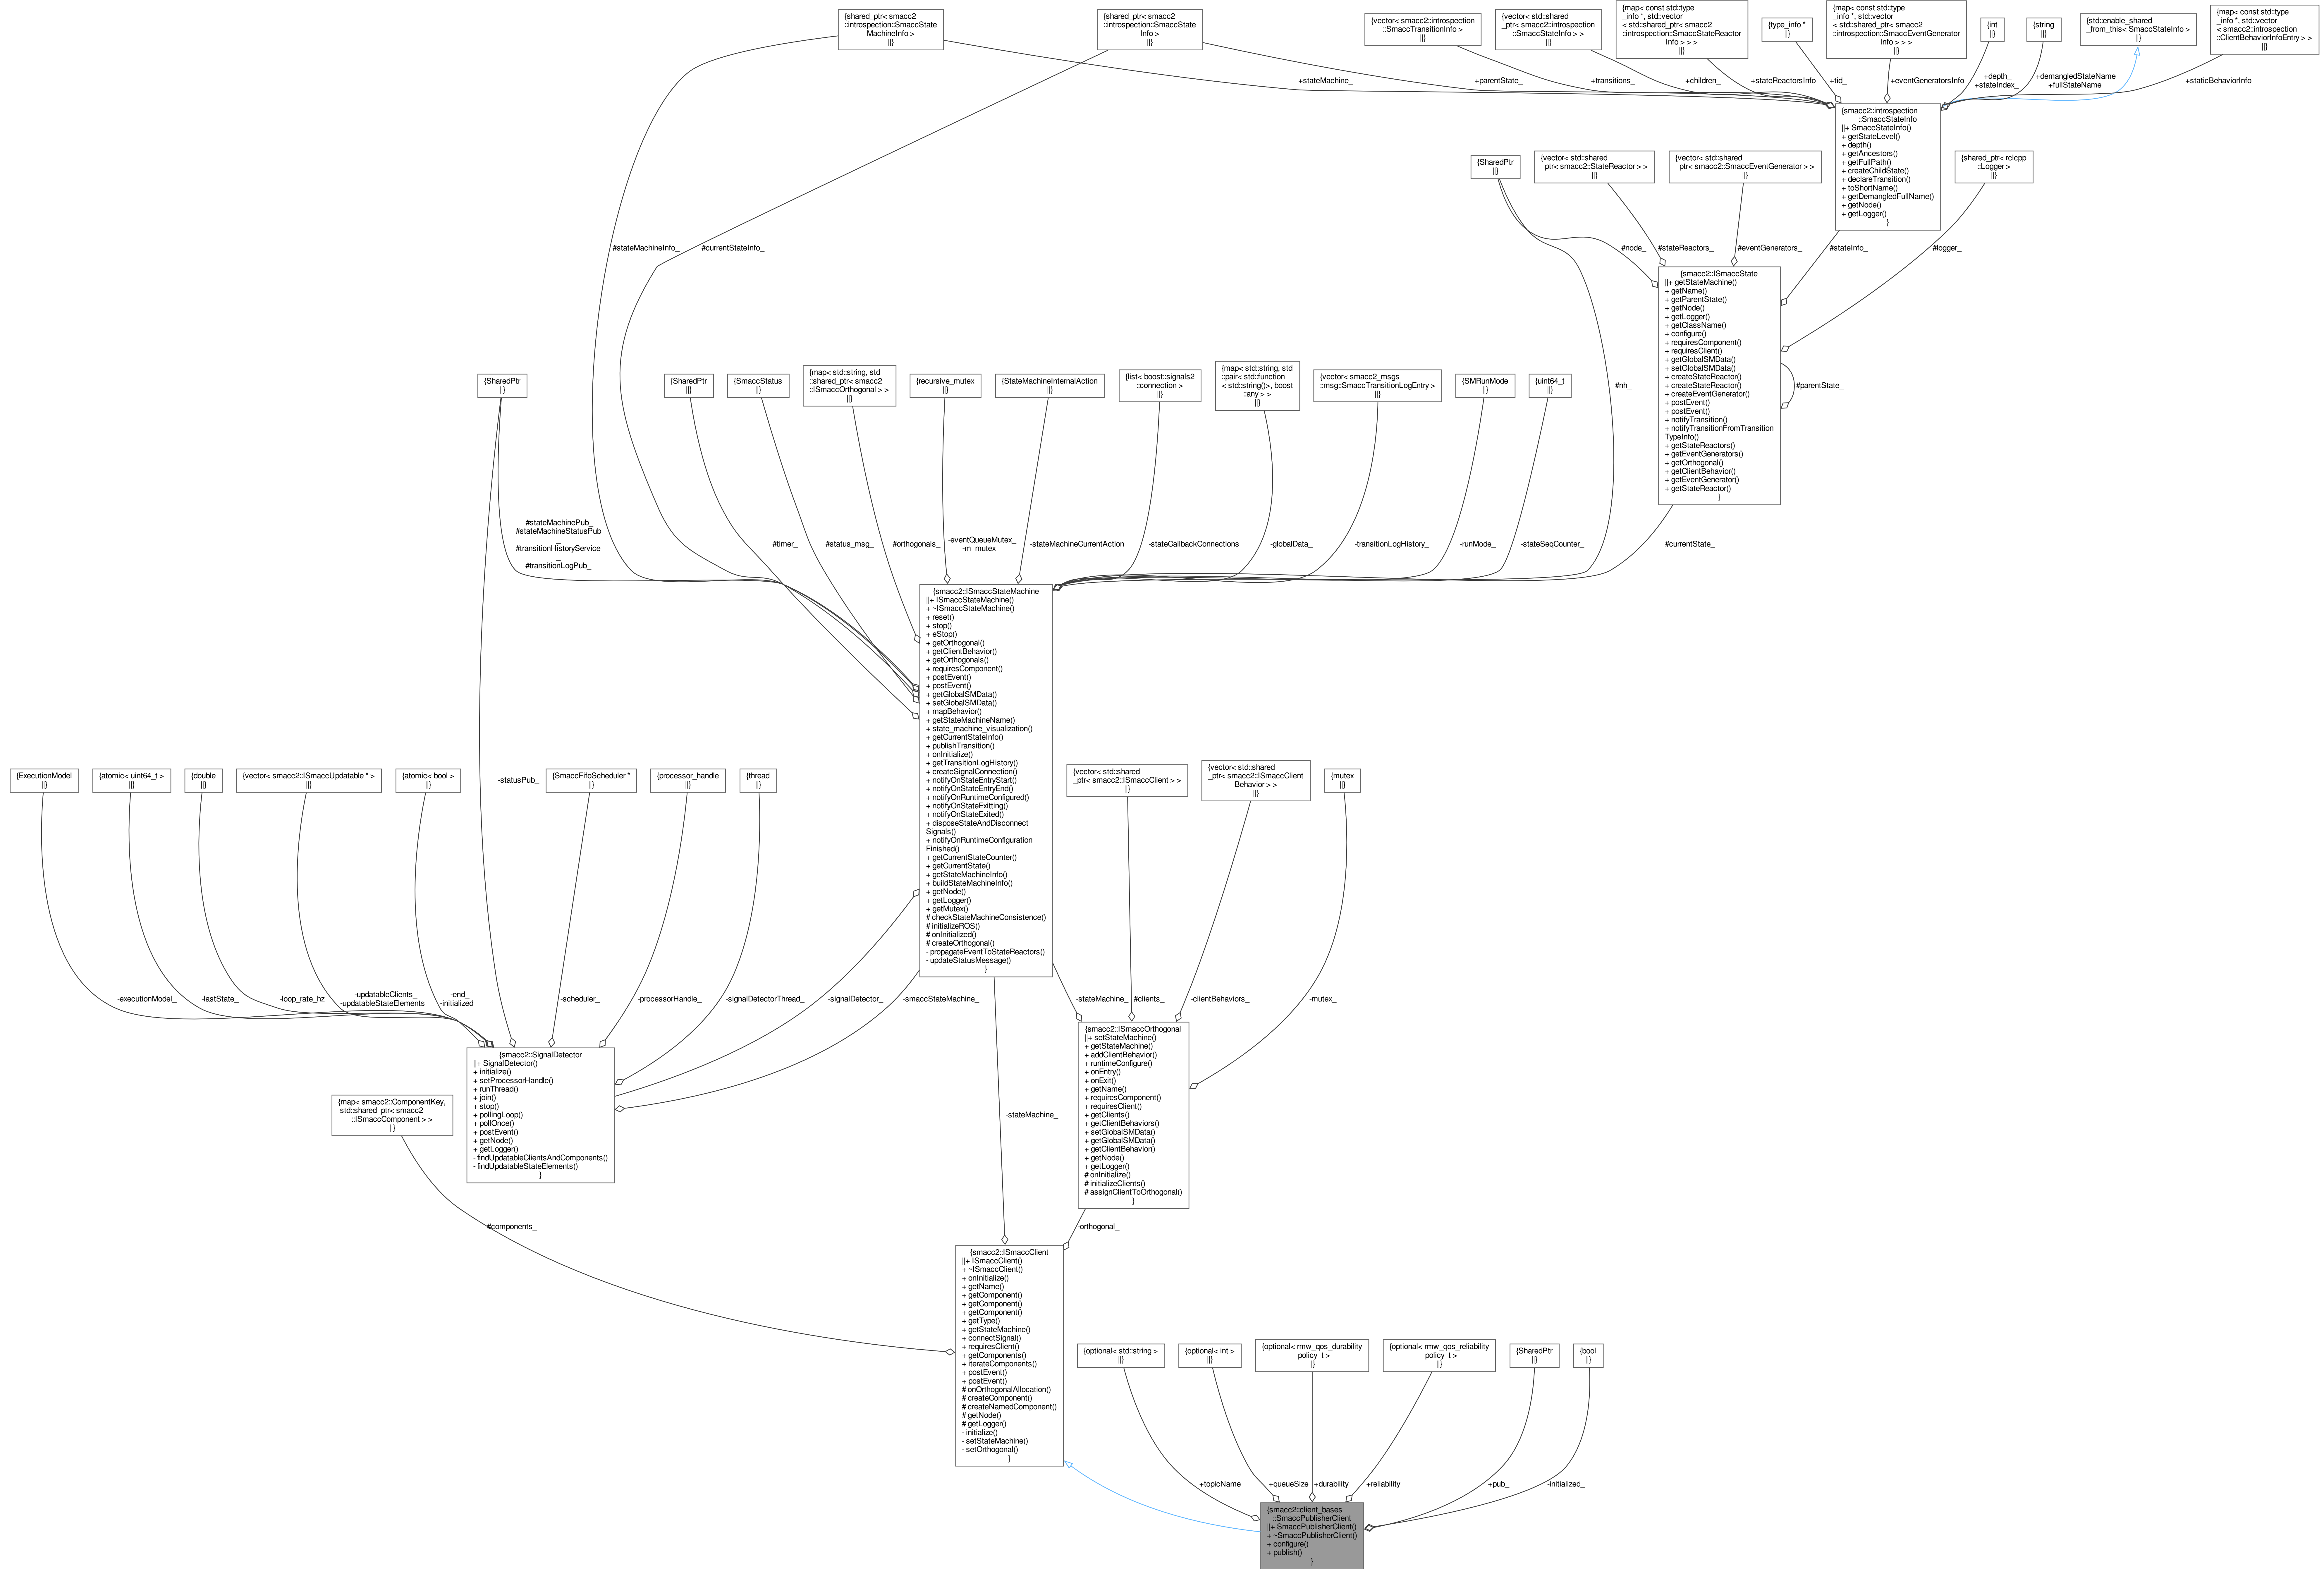 {shared_ptr< smacc2
::introspection::SmaccState
MachineInfo >
||}
{shared_ptr< smacc2
::introspection::SmaccState
Info >
||}
{vector< smacc2::introspection
::SmaccTransitionInfo >
||}
{vector< std::shared
_ptr< smacc2::introspection
::SmaccStateInfo > >
||}
{map< const std::type
_info *, std::vector
< std::shared_ptr< smacc2
::introspection::SmaccStateReactor
Info > > >
||}
{type_info *
||}
{map< const std::type
_info *, std::vector
< std::shared_ptr< smacc2
::introspection::SmaccEventGenerator
Info > > >
||}
{int
||}
{string
||}
{std::enable_shared
_from_this< SmaccStateInfo >
||}
{map< const std::type
_info *, std::vector
< smacc2::introspection
::ClientBehaviorInfoEntry > >
||}
+stateMachine_
+parentState_
+transitions_
+children_
+stateReactorsInfo
+tid_
+eventGeneratorsInfo
+depth_
+stateIndex_
+demangledStateName
+fullStateName
+staticBehaviorInfo
{smacc2::introspection
::SmaccStateInfo
||+ SmaccStateInfo()
+ getStateLevel()
+ depth()
+ getAncestors()
+ getFullPath()
+ createChildState()
+ declareTransition()
+ toShortName()
+ getDemangledFullName()
+ getNode()
+ getLogger()
}
{SharedPtr
||}
{vector< std::shared
_ptr< smacc2::StateReactor > >
||}
{vector< std::shared
_ptr< smacc2::SmaccEventGenerator > >
||}
{shared_ptr< rclcpp
::Logger >
||}
#stateMachineInfo_
#currentStateInfo_
#node_
#stateReactors_
#eventGenerators_
#stateInfo_
#logger_
{smacc2::ISmaccState
||+ getStateMachine()
+ getName()
+ getParentState()
+ getNode()
+ getLogger()
+ getClassName()
+ configure()
+ requiresComponent()
+ requiresClient()
+ getGlobalSMData()
+ setGlobalSMData()
+ createStateReactor()
+ createStateReactor()
+ createEventGenerator()
+ postEvent()
+ postEvent()
+ notifyTransition()
+ notifyTransitionFromTransition
TypeInfo()
+ getStateReactors()
+ getEventGenerators()
+ getOrthogonal()
+ getClientBehavior()
+ getEventGenerator()
+ getStateReactor()
}
#parentState_
{SharedPtr
||}
{SharedPtr
||}
{SmaccStatus
||}
{map< std::string, std
::shared_ptr< smacc2
::ISmaccOrthogonal > >
||}
{recursive_mutex
||}
{StateMachineInternalAction
||}
{list< boost::signals2
::connection >
||}
{map< std::string, std
::pair< std::function
< std::string()>, boost
::any > >
||}
{vector< smacc2_msgs
::msg::SmaccTransitionLogEntry >
||}
{SMRunMode
||}
{uint64_t
||}
#nh_
#stateMachinePub_
#stateMachineStatusPub
_
#transitionHistoryService
_
#transitionLogPub_
#timer_
#status_msg_
#orthogonals_
-eventQueueMutex_
-m_mutex_
-stateMachineCurrentAction
-stateCallbackConnections
-globalData_
-transitionLogHistory_
-runMode_
-stateSeqCounter_
#currentState_
{smacc2::ISmaccStateMachine
||+ ISmaccStateMachine()
+ ~ISmaccStateMachine()
+ reset()
+ stop()
+ eStop()
+ getOrthogonal()
+ getClientBehavior()
+ getOrthogonals()
+ requiresComponent()
+ postEvent()
+ postEvent()
+ getGlobalSMData()
+ setGlobalSMData()
+ mapBehavior()
+ getStateMachineName()
+ state_machine_visualization()
+ getCurrentStateInfo()
+ publishTransition()
+ onInitialize()
+ getTransitionLogHistory()
+ createSignalConnection()
+ notifyOnStateEntryStart()
+ notifyOnStateEntryEnd()
+ notifyOnRuntimeConfigured()
+ notifyOnStateExitting()
+ notifyOnStateExited()
+ disposeStateAndDisconnect
Signals()
+ notifyOnRuntimeConfiguration
Finished()
+ getCurrentStateCounter()
+ getCurrentState()
+ getStateMachineInfo()
+ buildStateMachineInfo()
+ getNode()
+ getLogger()
+ getMutex()
# checkStateMachineConsistence()
# initializeROS()
# onInitialized()
# createOrthogonal()
- propagateEventToStateReactors()
- updateStatusMessage()
}
{ExecutionModel
||}
{atomic< uint64_t >
||}
{double
||}
{vector< smacc2::ISmaccUpdatable * >
||}
{atomic< bool >
||}
-statusPub_
{SmaccFifoScheduler *
||}
{processor_handle
||}
{thread
||}
{vector< std::shared
_ptr< smacc2::ISmaccClient > >
||}
{vector< std::shared
_ptr< smacc2::ISmaccClient
Behavior > >
||}
{mutex
||}
-executionModel_
-lastState_
-loop_rate_hz
-updatableClients_
-updatableStateElements_
-end_
-initialized_
-scheduler_
-processorHandle_
-signalDetectorThread_
-signalDetector_
-smaccStateMachine_
-stateMachine_
#clients_
-clientBehaviors_
-mutex_
{smacc2::SignalDetector
||+ SignalDetector()
+ initialize()
+ setProcessorHandle()
+ runThread()
+ join()
+ stop()
+ pollingLoop()
+ pollOnce()
+ postEvent()
+ getNode()
+ getLogger()
- findUpdatableClientsAndComponents()
- findUpdatableStateElements()
}
{smacc2::ISmaccOrthogonal
||+ setStateMachine()
+ getStateMachine()
+ addClientBehavior()
+ runtimeConfigure()
+ onEntry()
+ onExit()
+ getName()
+ requiresComponent()
+ requiresClient()
+ getClients()
+ getClientBehaviors()
+ setGlobalSMData()
+ getGlobalSMData()
+ getClientBehavior()
+ getNode()
+ getLogger()
# onInitialize()
# initializeClients()
# assignClientToOrthogonal()
}
{map< smacc2::ComponentKey,
std::shared_ptr< smacc2
::ISmaccComponent > >
||}
-stateMachine_
#components_
-orthogonal_
{smacc2::ISmaccClient
||+ ISmaccClient()
+ ~ISmaccClient()
+ onInitialize()
+ getName()
+ getComponent()
+ getComponent()
+ getComponent()
+ getType()
+ getStateMachine()
+ connectSignal()
+ requiresClient()
+ getComponents()
+ iterateComponents()
+ postEvent()
+ postEvent()
# onOrthogonalAllocation()
# createComponent()
# createNamedComponent()
# getNode()
# getLogger()
- initialize()
- setStateMachine()
- setOrthogonal()
}
{optional< std::string >
||}
{optional< int >
||}
{optional< rmw_qos_durability
_policy_t >
||}
{optional< rmw_qos_reliability
_policy_t >
||}
{SharedPtr
||}
{bool
||}
+topicName
+queueSize
+durability
+reliability
+pub_
-initialized_
{smacc2::client_bases
::SmaccPublisherClient
||+ SmaccPublisherClient()
+ ~SmaccPublisherClient()
+ configure()
+ publish()
}